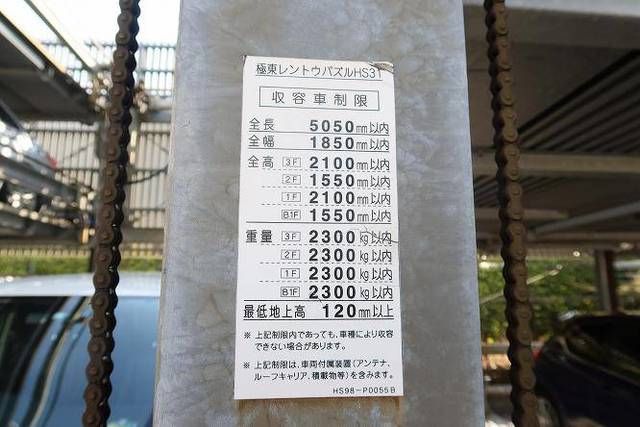 極東レントウパズルHS31
収容車制限
全長 5050mm以内
全幅 1850mm以内
全高 3F 2100mm以内
2F 1550mm以内
1F 2100mm以内
B1F 1550mm以内
重量 3F 2300kg以内
2F 2300kg以内
1F 2300kg以内
B1F 2300kg以内
最低地上高 120mm以上
※ 上記制限内であっても、車種により収容
できない場合があります。
※ 上記制限は、車両付属装置(アンテナ、
ルーフキャリア、積載物等)を含みます。
HS98-P0055B